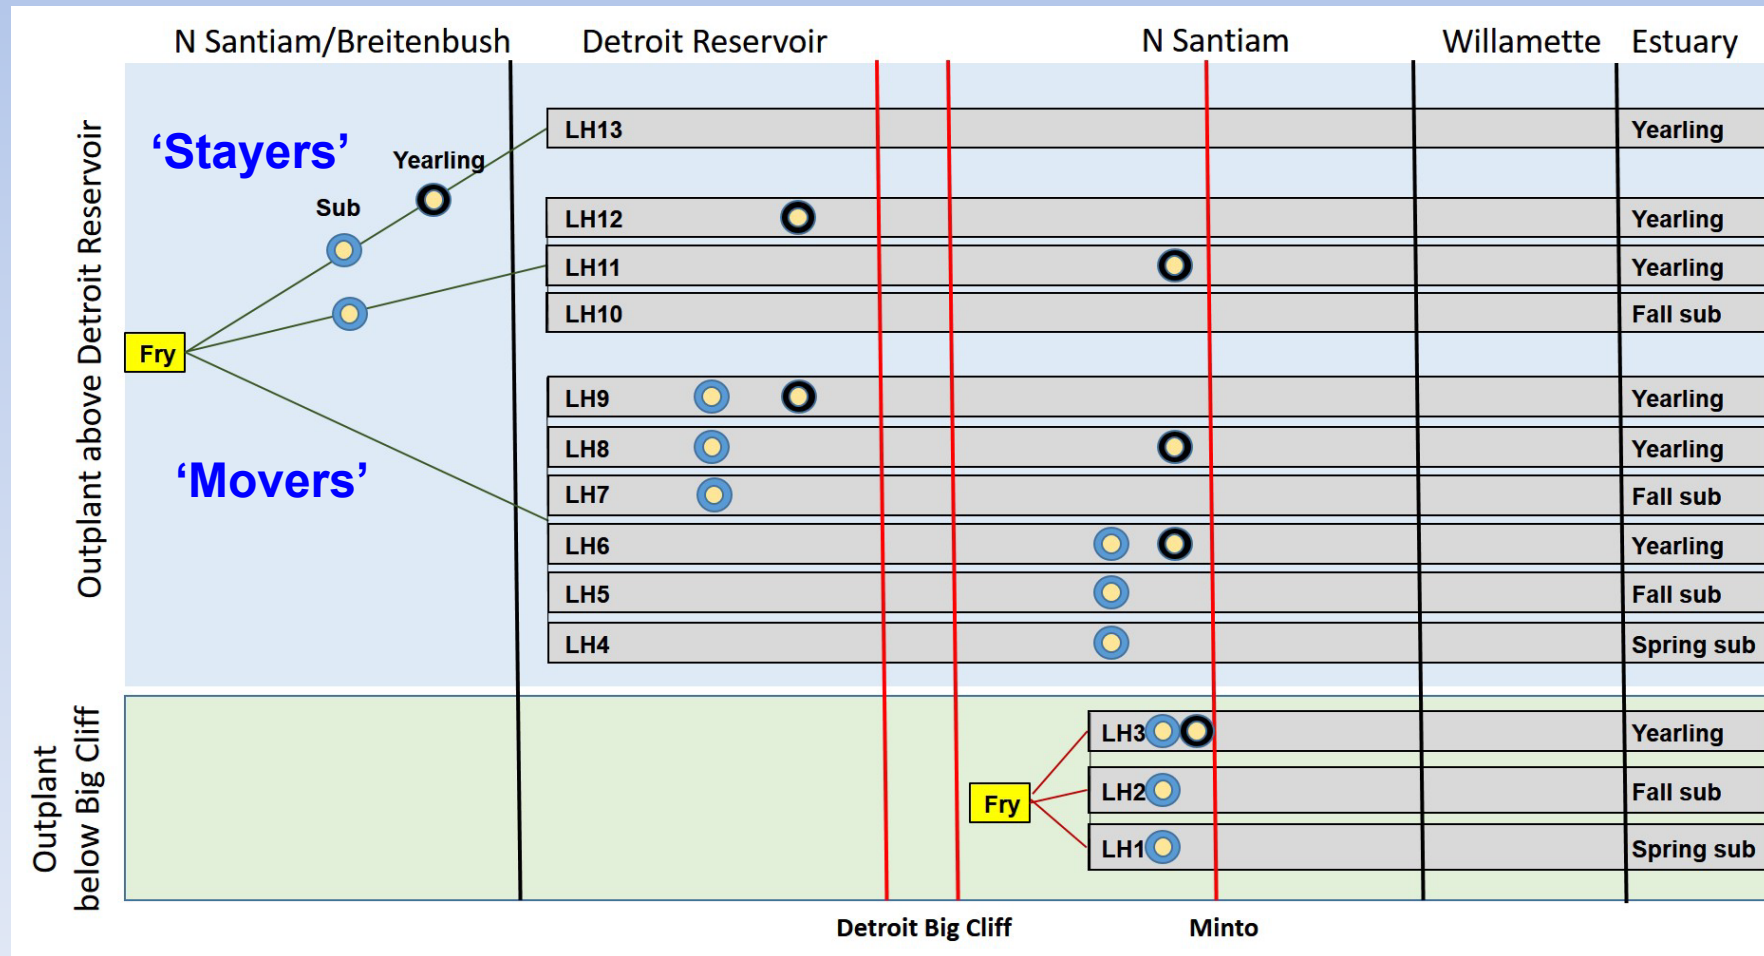 N Santiam/Breitenbush Detroit Reservoir N Santiam Willamette Estuary
Outplant above Detroit Reservoir
‘Stayers’
Yearling
Sub
Fry
‘Movers’
LH13 Yearling
LH12 Yearling
LH11 Yearling
LH10 Fall sub
LH9 Yearling
LH8 Yearling
LH7 Fall sub
LH6 Yearling
LH5 Fall sub
LH4 Spring sub
Outplant
below Big Cliff
Fry
LH3 Yearling
LH2 Fall sub
LH1 Spring sub
Detroit Big Cliff Minto